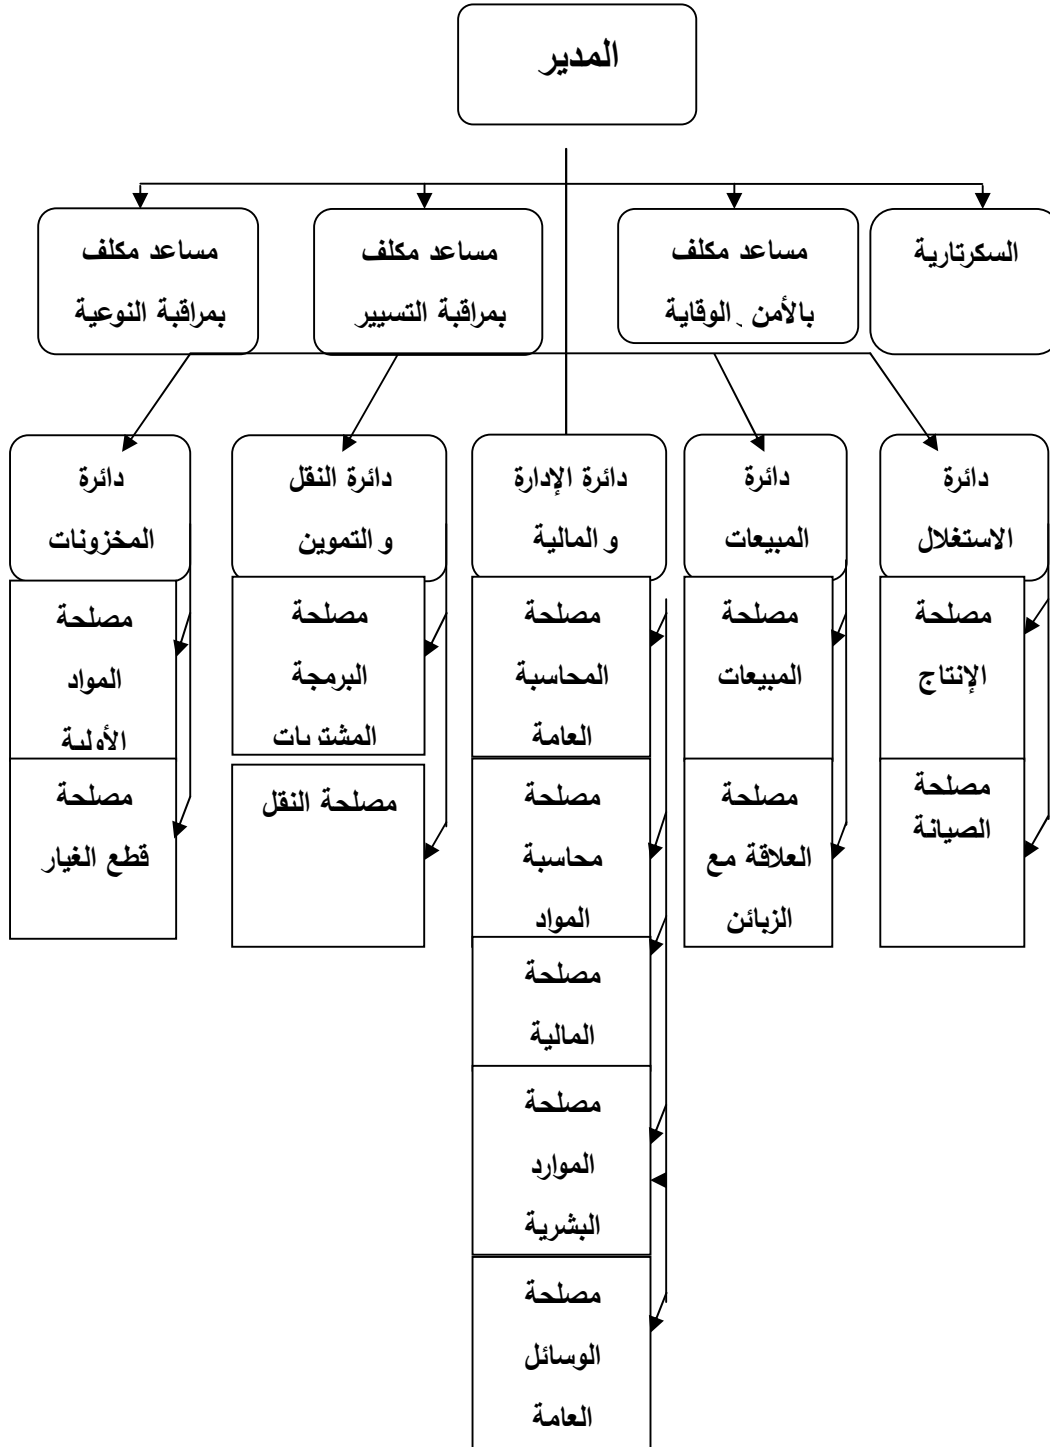 المدير
السكرتارية
مساعد مكلف
بالأمن ، الوقاية
مساعد مكلف
بمراقبة التسيير
مساعد مكلف
بمراقبة النوعية
دائرة
الاستغلال
دائرة
المبيعات
دائرة الإدارة
و المالية
دائرة النقل
و التموين
دائرة
المخزونات
مصلحة
الإنتاج
مصلحة
الصيانة
مصلحة
المبيعات
مصلحة
العلاقة مع
الزبائن
مصلحة
المحاسبة
العامة
مصلحة
محاسبة
المواد
مصلحة
المالية
مصلحة
الموارد
البشرية
مصلحة
الوسائل
العامة
مصلحة
البرمجة
المشتريات
مصلحة النقل
مصلحة
المواد
الأولية
مصلحة
قطع الغيار